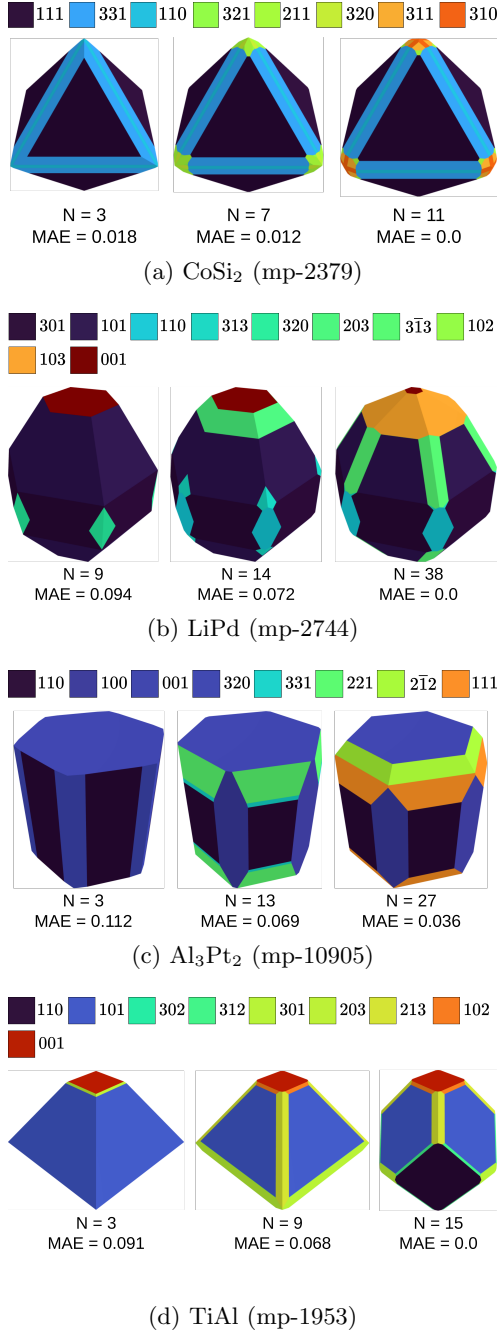 111 331 110 321 211 320 311 310
N = 3 N = 7 N = 11
MAE = 0.018 MAE = 0.012 MAE = 0.0
(a) CoSi₂ (mp-2379)
301 101 110 313 320 203 31̅3 102
103 001
N = 9 N = 14 N = 38
MAE = 0.094 MAE = 0.072 MAE = 0.0
(b) LiPd (mp-2744)
110 100 001 320 331 221 21̅2 111
N = 3 N = 13 N = 27
MAE = 0.112 MAE = 0.069 MAE = 0.036
(c) Al₃Pt₂ (mp-10905)
110 101 302 312 301 203 213 102
001
N = 3 N = 9 N = 15
MAE = 0.091 MAE = 0.068 MAE = 0.0
(d) TiAl (mp-1953)